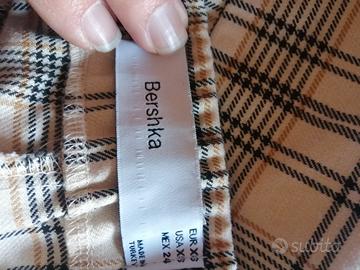 Bershka
EUR XS
USA XS
MEX 24
MADE IN
TURKEY
subito